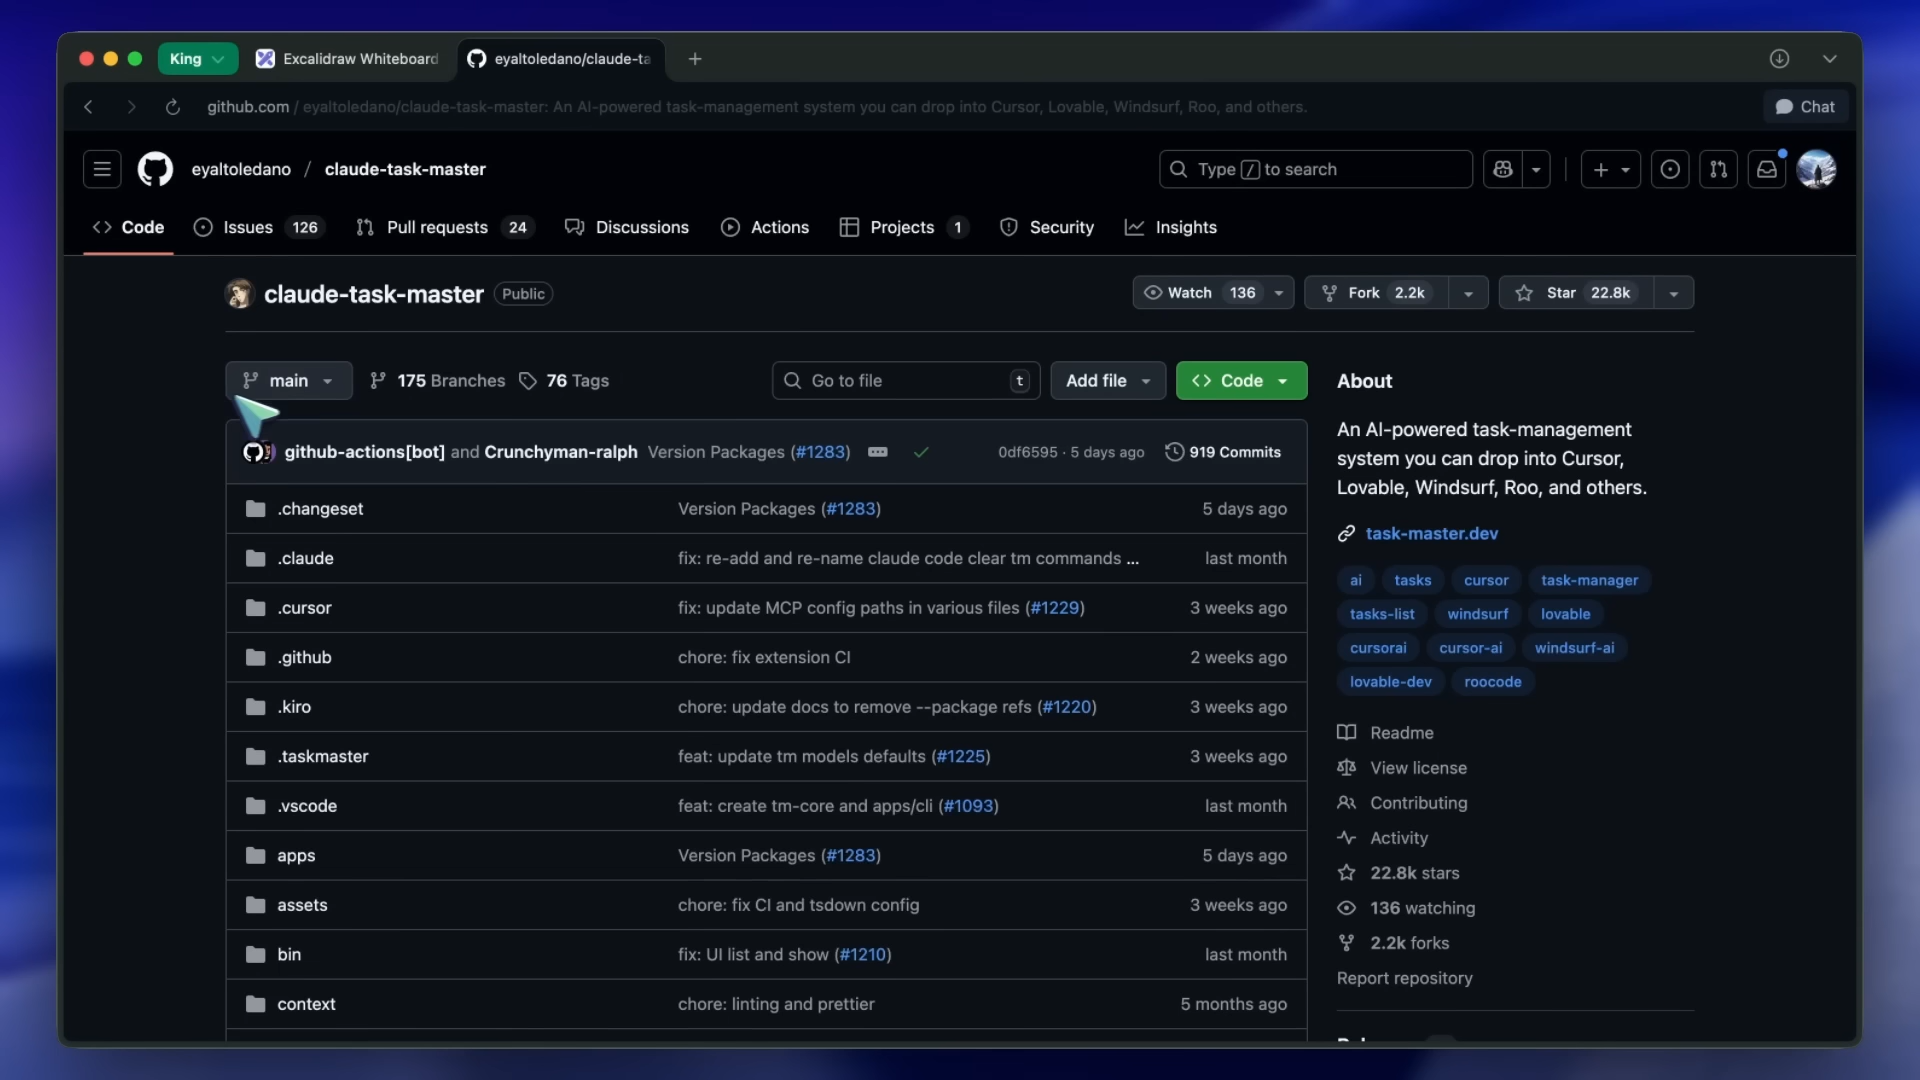 King
Excalidraw Whiteboard
eyaltoledano/claude-ta
github.com / eyaltoledano/claude-task-master: An AI-powered task-management system you can drop into Cursor, Lovable, Windsurf, Roo, and others.
Chat
eyaltoledano / claude-task-master
Type / to search
Code
Issues 126
Pull requests 24
Discussions
Actions
Projects 1
Security
Insights
claude-task-master Public
Watch 136
Fork 2.2k
Star 22.8k
main
175 Branches
76 Tags
Go to file t
Add file
Code
github-actions[bot] and Crunchyman-ralph Version Packages (#1283) 0df6595 · 5 days ago 919 Commits
.changeset Version Packages (#1283) 5 days ago
.claude fix: re-add and re-name claude code clear tm commands ... last month
.cursor fix: update MCP config paths in various files (#1229) 3 weeks ago
.github chore: fix extension CI 2 weeks ago
.kiro chore: update docs to remove --package refs (#1220) 3 weeks ago
.taskmaster feat: update tm models defaults (#1225) 3 weeks ago
.vscode feat: create tm-core and apps/cli (#1093) last month
apps Version Packages (#1283) 5 days ago
assets chore: fix CI and tsdown config 3 weeks ago
bin fix: UI list and show (#1210) last month
context chore: linting and prettier 5 months ago
About
An AI-powered task-management
system you can drop into Cursor,
Lovable, Windsurf, Roo, and others.
task-master.dev
ai tasks cursor task-manager
tasks-list windsurf lovable
cursorai cursor-ai windsurf-ai
lovable-dev roocode
Readme
View license
Contributing
Activity
22.8k stars
136 watching
2.2k forks
Report repository